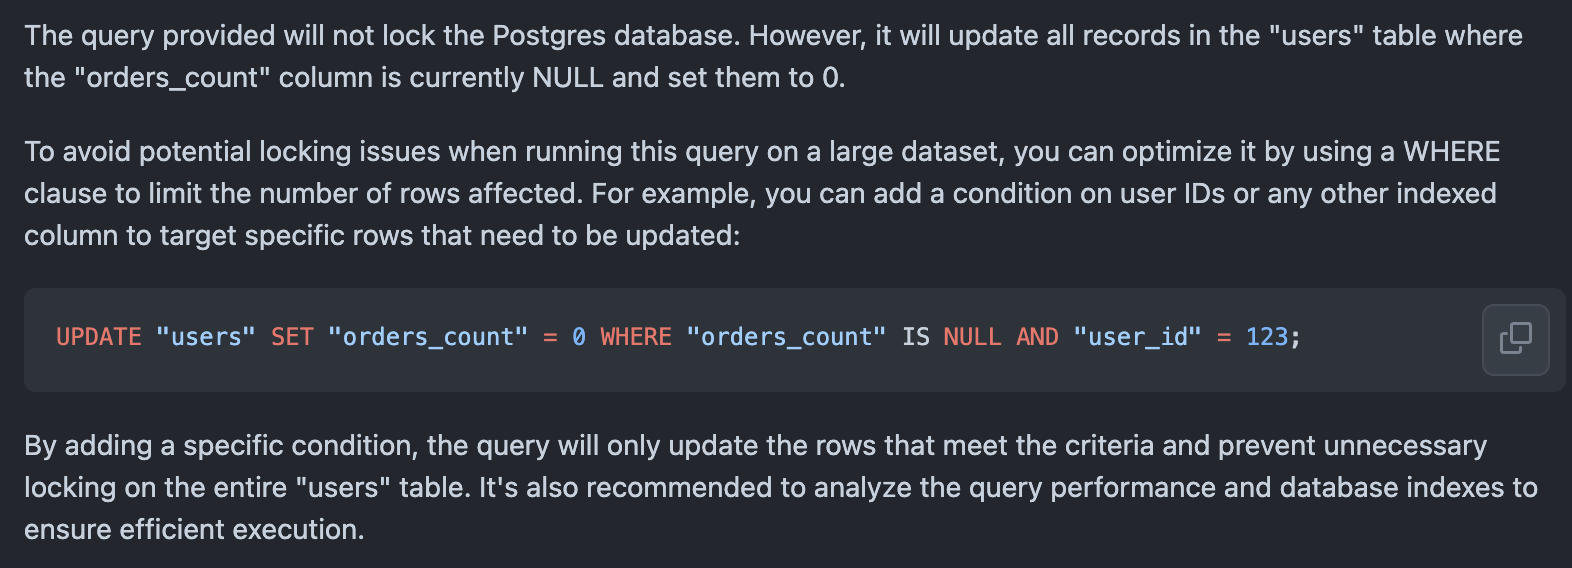 The query provided will not lock the Postgres database. However, it will update all records in the "users" table where
the "orders_count" column is currently NULL and set them to 0.
To avoid potential locking issues when running this query on a large dataset, you can optimize it by using a WHERE
clause to limit the number of rows affected. For example, you can add a condition on user IDs or any other indexed
column to target specific rows that need to be updated:
UPDATE "users" SET "orders_count" = 0 WHERE "orders_count" IS NULL AND "user_id" = 123;
By adding a specific condition, the query will only update the rows that meet the criteria and prevent unnecessary
locking on the entire "users" table. It's also recommended to analyze the query performance and database indexes to
ensure efficient execution.